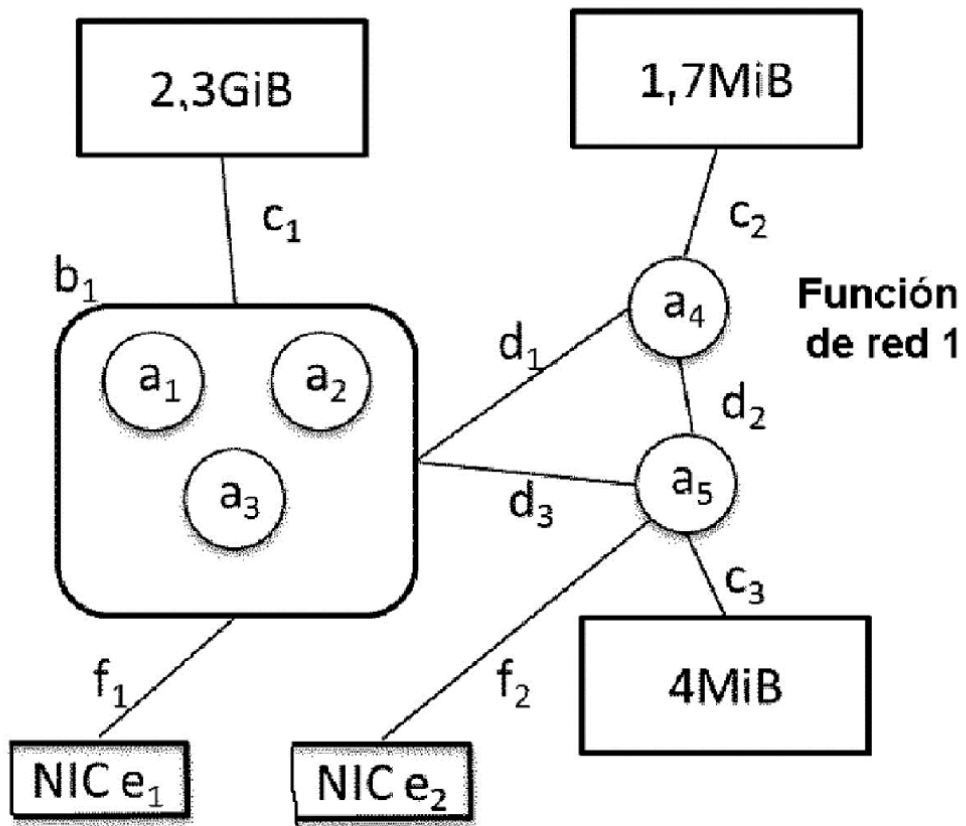 2,3GiB
1,7MiB
c₁
c₂
b₁
a₄
Función
de red 1
d₁
a₁
a₂
d₂
a₃
a₅
d₃
c₃
f₁
f₂
4MiB
NIC e₁
NIC e₂